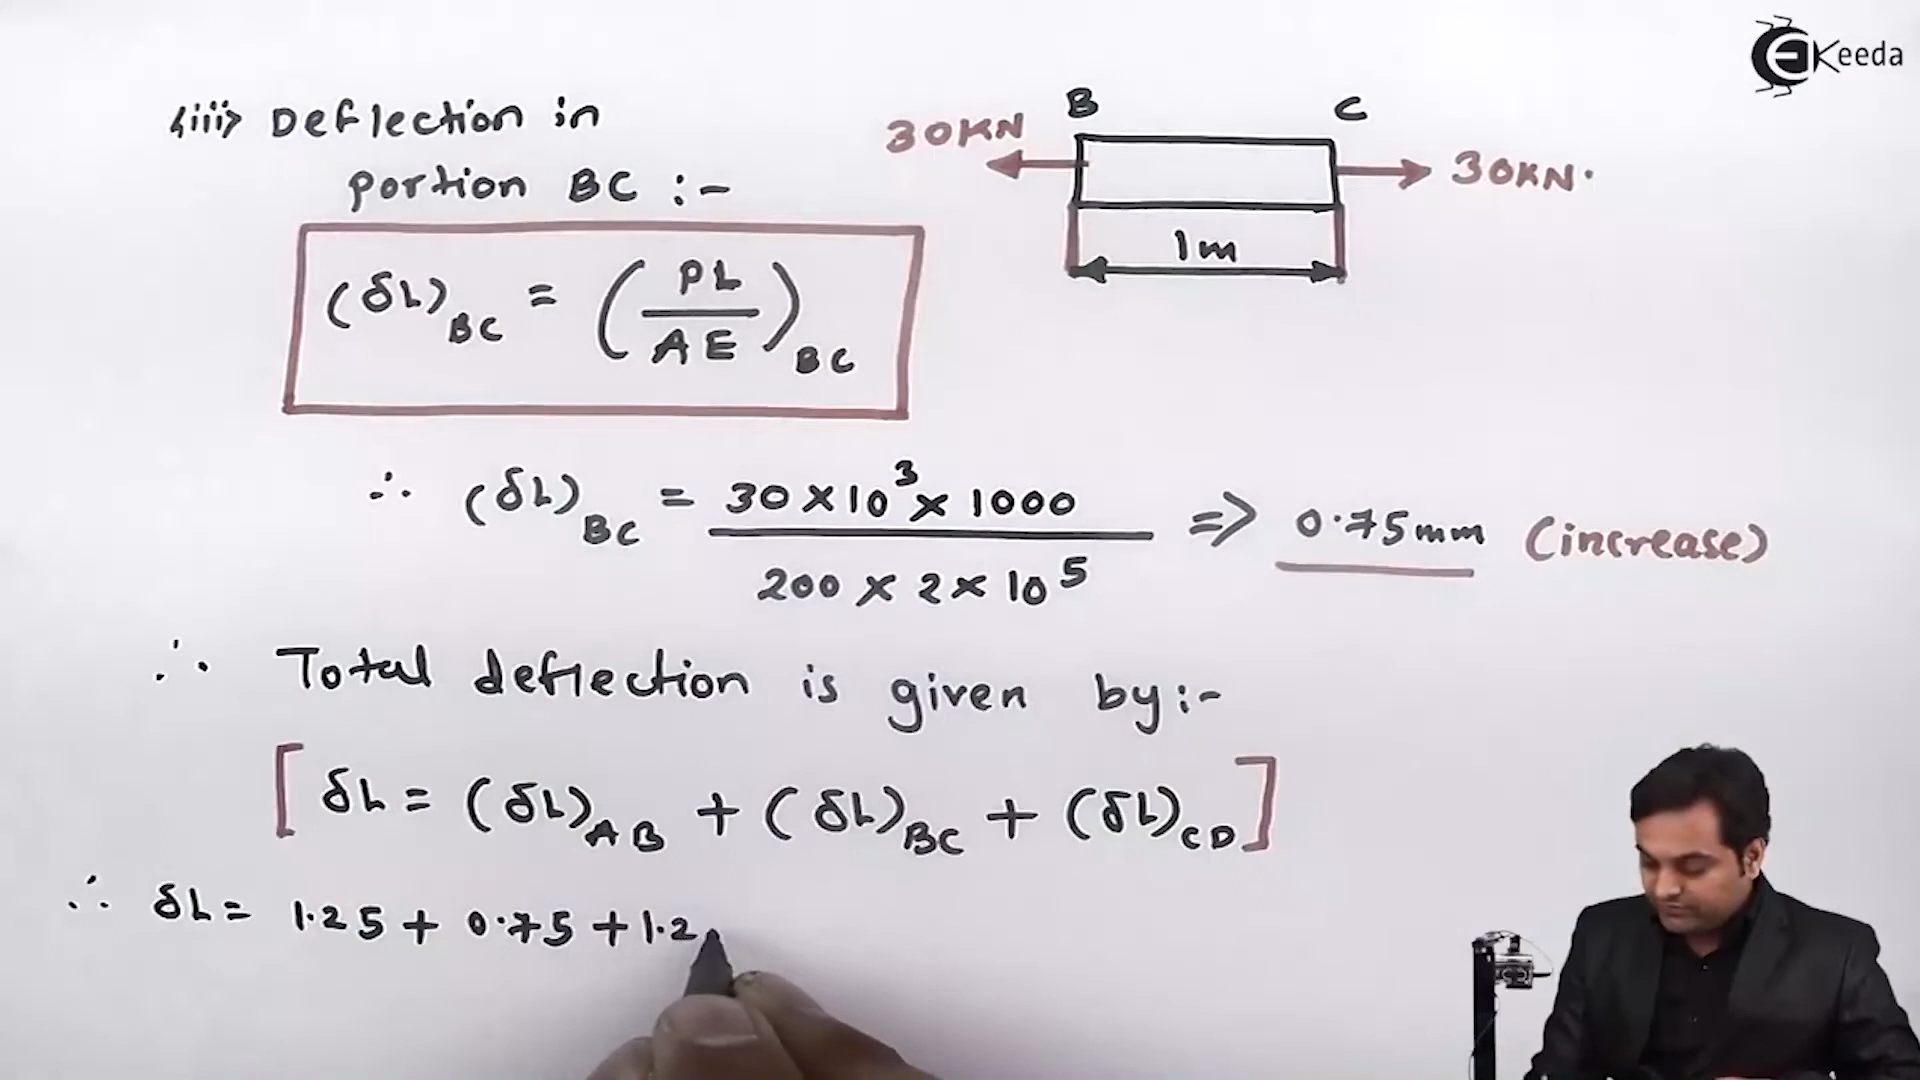 EKeeda
(iii) Deflection in
portion BC :-
B C
30KN 30KN.
1m
(δL)BC = (PL/AE)BC
∴ (δL)BC = 30×10³× 1000 / 200 × 2×10⁵ => 0.75mm (increase)
∴ Total deflection is given by:-
[δL = (δL)AB + (δL)BC + (δL)CD]
∴ δL = 1.25 + 0.75 + 1.2